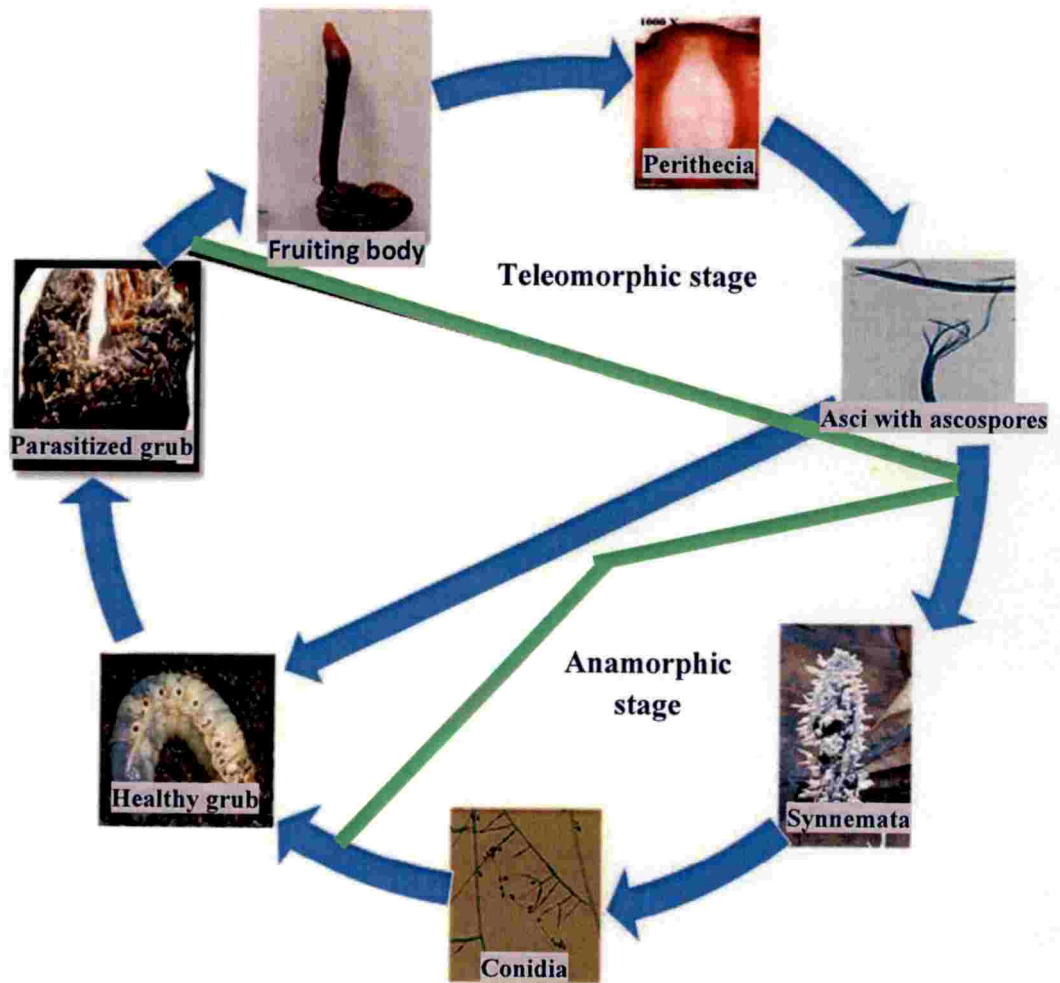 1000 X
Perithecia
Fruiting body
Teleomorphic stage
Asci with ascospores
Parasitized grub
Anamorphic
stage
Healthy grub
Synnemata
Conidia